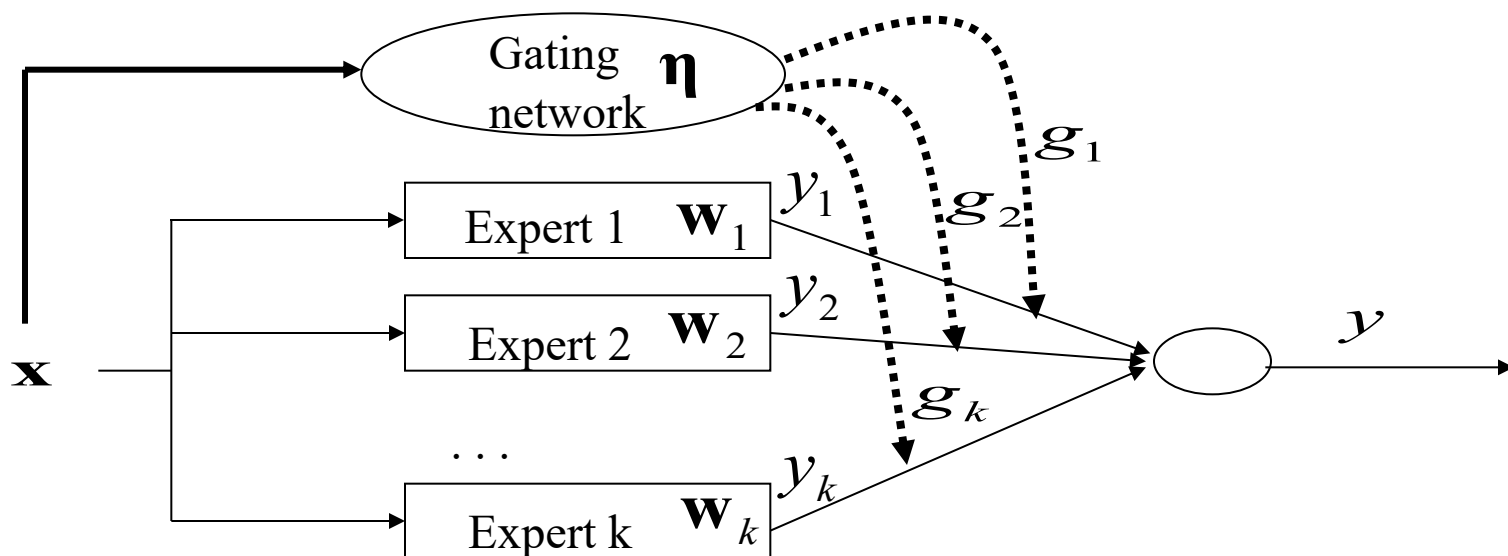 Gating η
network
g₁
g₂
y₁
Expert 1 w₁
y₂
Expert 2 w₂
y
x
gₖ
. . .
yₖ
Expert k wₖ